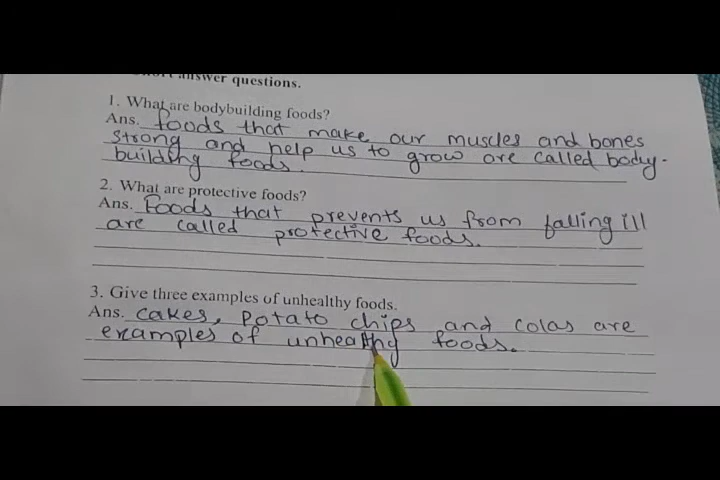 answer questions.
1. What are bodybuilding foods?
Ans. foods that make our muscles and bones
strong and help us to grow are called body-
building foods.
2. What are protective foods?
Ans. Foods that prevents us from falling ill
are called protective foods.
3. Give three examples of unhealthy foods.
Ans. cakes, potato chips and colas are
examples of unhealthy foods.